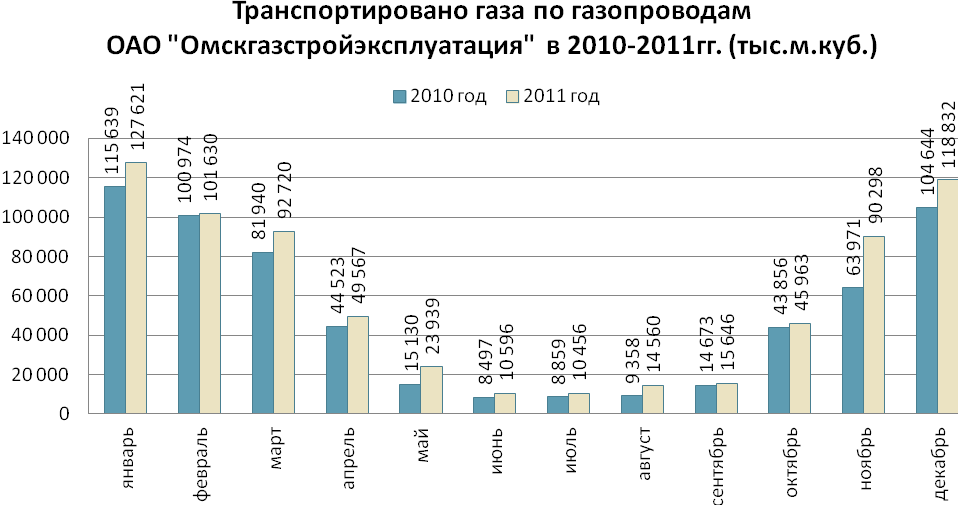 Транспортировано газа по газопроводам
ОАО "Омскгазстройэксплуатация" в 2010-2011гг. (тыс.м.куб.)
2010 год 2011 год
140 000
120 000
100 000
80 000
60 000
40 000
20 000
0
115 639 127 621
100 974 101 630
81 940 92 720
44 523 49 567
15 130 23 939
8 497 10 596
8 859 10 456
9 358 14 560
14 673 15 646
43 856 45 963
63 971 90 298
104 644 118 832
январь
февраль
март
апрель
май
июнь
июль
август
сентябрь
октябрь
ноябрь
декабрь